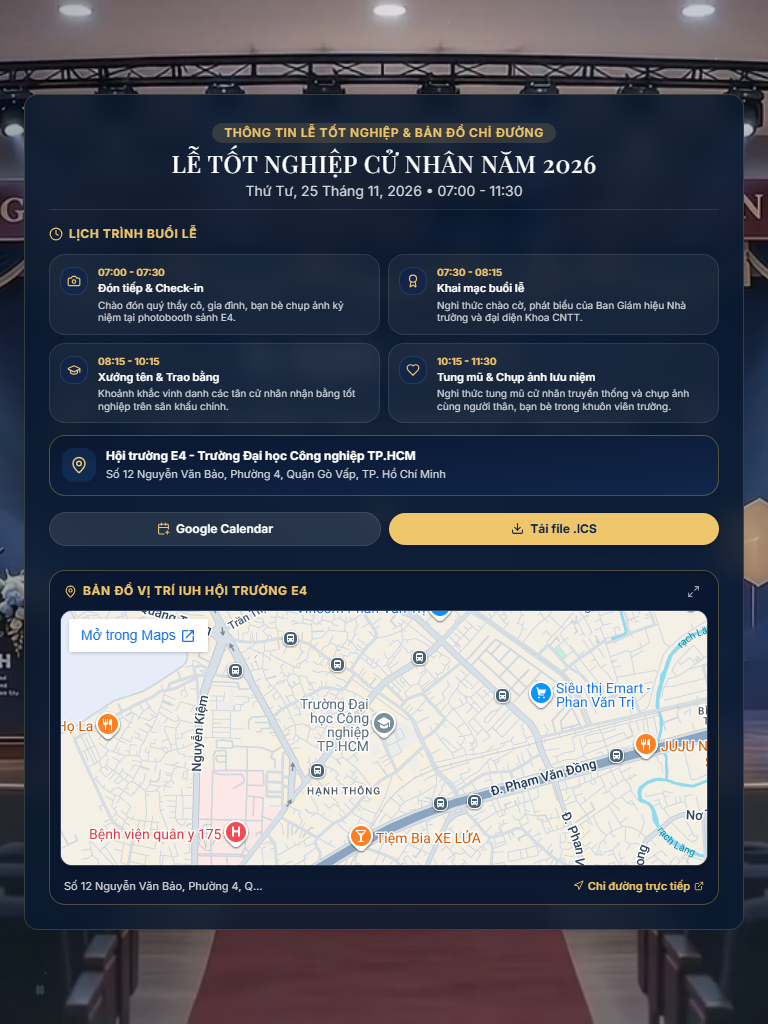 THÔNG TIN LỄ TỐT NGHIỆP & BẢN ĐỒ CHỈ ĐƯỜNG
LỄ TỐT NGHIỆP CỬ NHÂN NĂM 2026
Thứ Tư, 25 Tháng 11, 2026 • 07:00 - 11:30
LỊCH TRÌNH BUỔI LỄ
07:00 - 07:30
Đón tiếp & Check-in
Chào đón quý thầy cô, gia đình, bạn bè chụp ảnh kỷ
niệm tại photobooth sảnh E4.
07:30 - 08:15
Khai mạc buổi lễ
Nghi thức chào cờ, phát biểu của Ban Giám hiệu Nhà
trường và đại diện Khoa CNTT.
08:15 - 10:15
Xướng tên & Trao bằng
Khoảnh khắc vinh danh các tân cử nhân nhận bằng tốt
nghiệp trên sân khấu chính.
10:15 - 11:30
Tung mũ & Chụp ảnh lưu niệm
Nghi thức tung mũ cử nhân truyền thống và chụp ảnh
cùng người thân, bạn bè trong khuôn viên trường.
Hội trường E4 - Trường Đại học Công nghiệp TP.HCM
Số 12 Nguyễn Văn Bảo, Phường 4, Quận Gò Vấp, TP. Hồ Chí Minh
Google Calendar
Tải file .ICS
BẢN ĐỒ VỊ TRÍ IUH HỘI TRƯỜNG E4
Mở trong Maps
Siêu thị Emart -
Phan Văn Trị
Trường Đại
học Công
nghiệp
TP.HCM
Họ La
Nguyễn Kiệm
JUJU N
Đ. Phạm Văn Đồng
HẠNH THÔNG
Bệnh viện quân y 175
Tiệm Bia XE LỬA
Đ. Phan V
rạch Lăng
Số 12 Nguyễn Văn Bảo, Phường 4, Q...
Chỉ đường trực tiếp